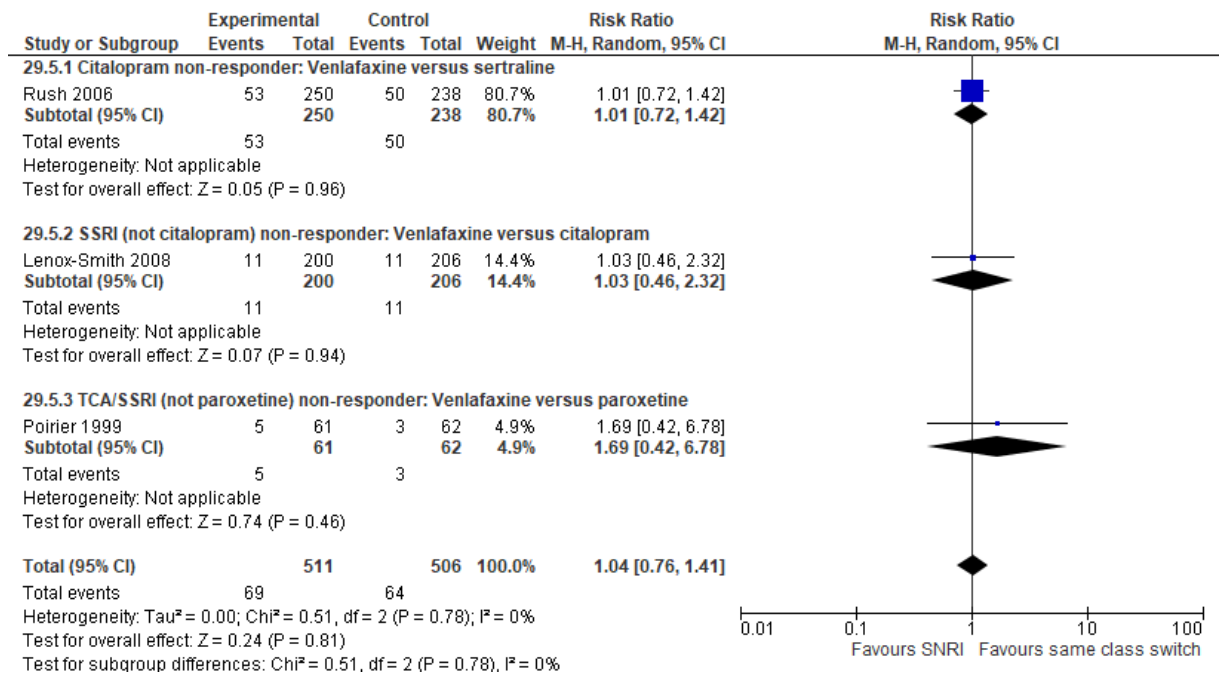 Experimental Control Risk Ratio Risk Ratio
Study or Subgroup Events Total Events Total Weight M-H, Random, 95% CI M-H, Random, 95% CI
29.5.1 Citalopram non-responder: Venlafaxine versus sertraline
Rush 2006 53 250 50 238 80.7% 1.01 [0.72, 1.42]
Subtotal (95% CI) 250 238 80.7% 1.01 [0.72, 1.42]
Total events 53 50
Heterogeneity: Not applicable
Test for overall effect: Z = 0.05 (P = 0.96)
29.5.2 SSRI (not citalopram) non-responder: Venlafaxine versus citalopram
Lenox-Smith 2008 11 200 11 206 14.4% 1.03 [0.46, 2.32]
Subtotal (95% CI) 200 206 14.4% 1.03 [0.46, 2.32]
Total events 11 11
Heterogeneity: Not applicable
Test for overall effect: Z = 0.07 (P = 0.94)
29.5.3 TCA/SSRI (not paroxetine) non-responder: Venlafaxine versus paroxetine
Poirier 1999 5 61 3 62 4.9% 1.69 [0.42, 6.78]
Subtotal (95% CI) 61 62 4.9% 1.69 [0.42, 6.78]
Total events 5 3
Heterogeneity: Not applicable
Test for overall effect: Z = 0.74 (P = 0.46)
Total (95% CI) 511 506 100.0% 1.04 [0.76, 1.41]
Total events 69 64
Heterogeneity: Tau² = 0.00; Chi² = 0.51, df = 2 (P = 0.78); I² = 0%
Test for overall effect: Z = 0.24 (P = 0.81)
Test for subgroup differences: Chi² = 0.51, df = 2 (P = 0.78), I² = 0%
0.01 0.1 1 10 100
Favours SNRI Favours same class switch